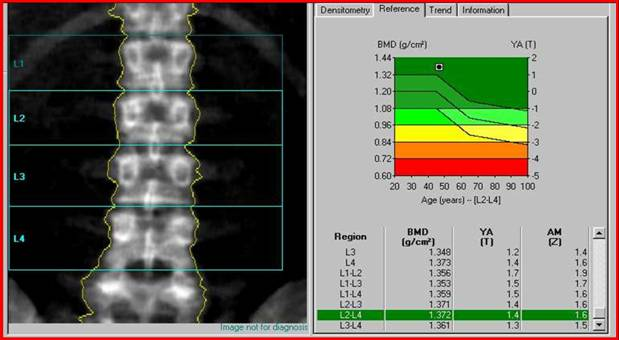 L1
L2
L3
L4
Image not for diagnosis
Densitometry Reference Trend Information
BMD (g/cm²) YA (T)
1.44 2
1.32 1
1.20 0
1.08 -1
0.96 -2
0.84 -3
0.72 -4
0.60 -5
20 30 40 50 60 70 80 90 100
Age (years) -- [L2-L4]
Region BMD (g/cm²) YA (T) AM (Z)
L3 1.348 1.2 1.4
L4 1.373 1.4 1.6
L1-L2 1.356 1.7 1.9
L1-L3 1.353 1.5 1.7
L1-L4 1.359 1.5 1.6
L2-L3 1.371 1.4 1.6
L2-L4 1.372 1.4 1.6
L3-L4 1.361 1.3 1.5